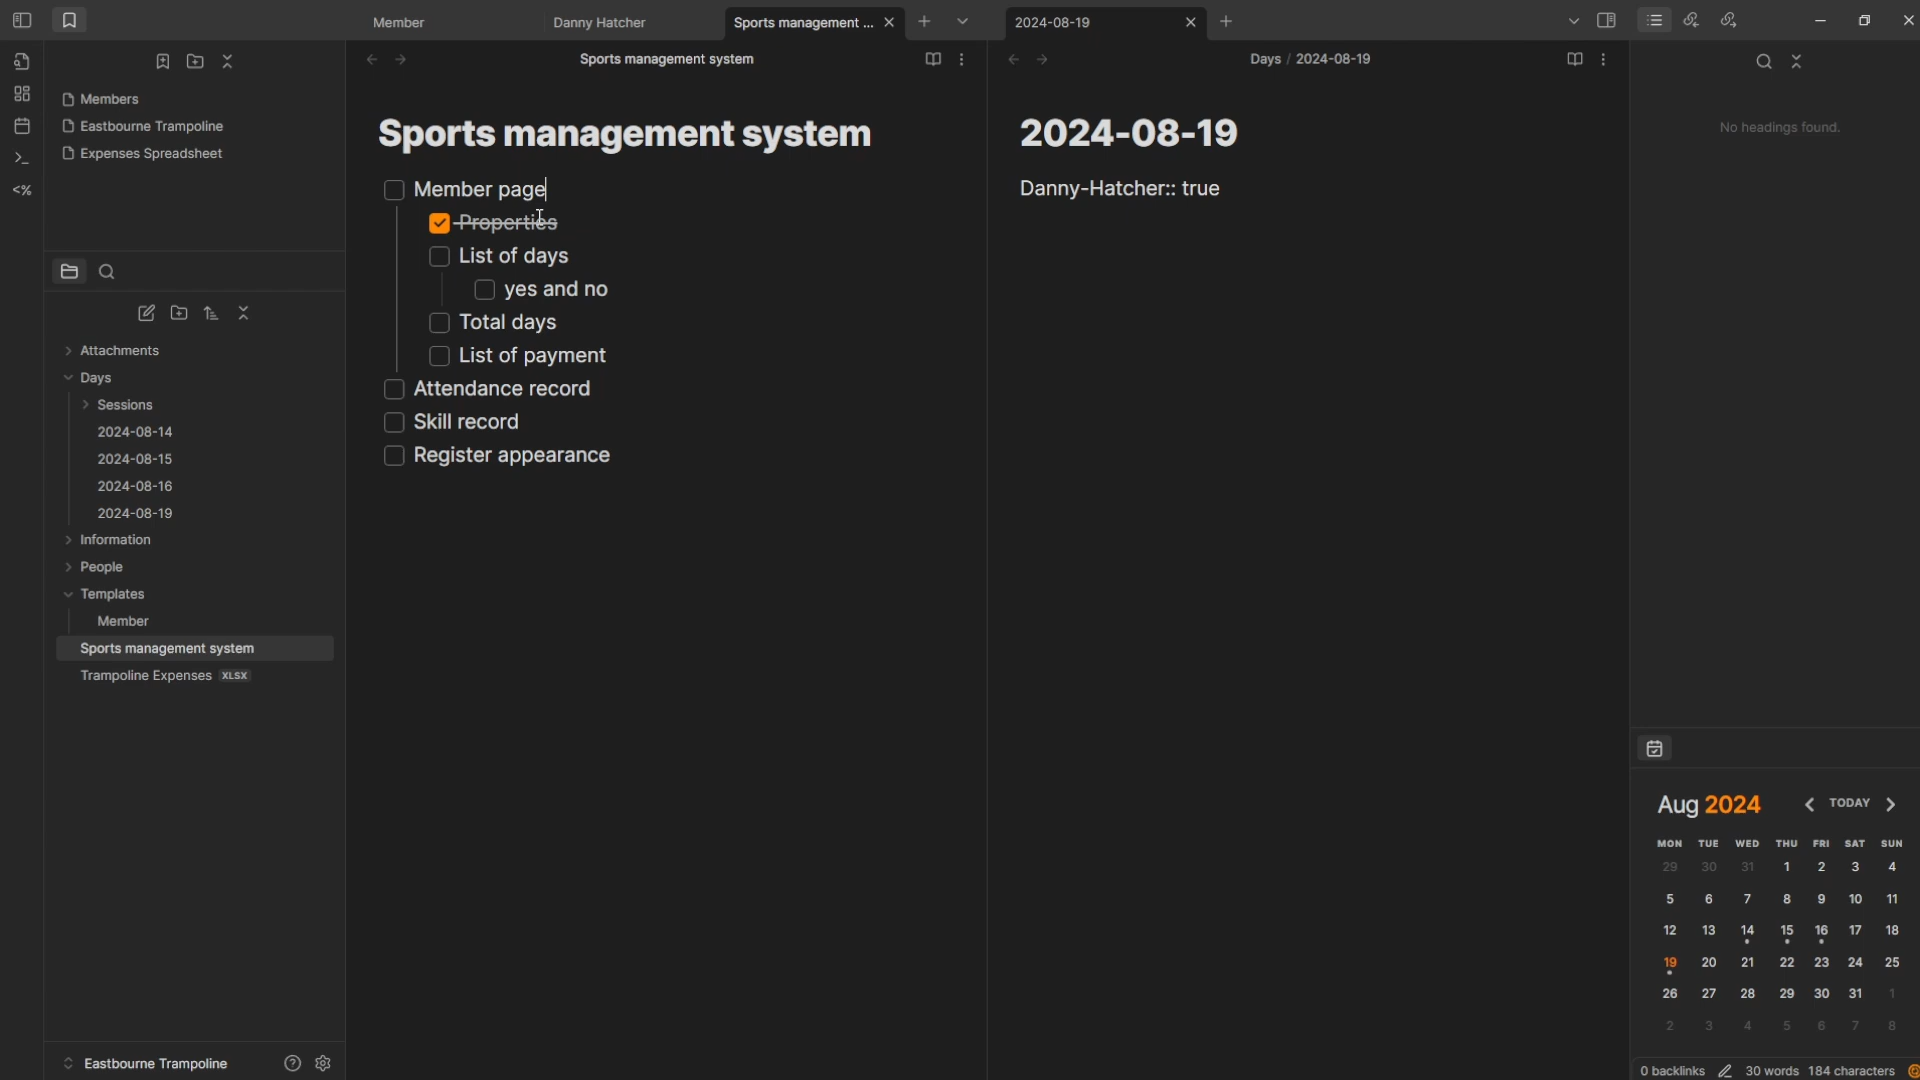 Member
Danny Hatcher
Sports management ...
2024-08-19
Members
Eastbourne Trampoline
Expenses Spreadsheet
Attachments
Days
Sessions
2024-08-14
2024-08-15
2024-08-16
2024-08-19
Information
People
Templates
Member
Sports management system
Trampoline Expenses XLSX
Eastbourne Trampoline
Sports management system
Sports management system
Member page
Properties
List of days
yes and no
Total days
List of payment
Attendance record
Skill record
Register appearance
Days / 2024-08-19
2024-08-19
Danny-Hatcher:: true
No headings found.
Aug 2024
TODAY
MON TUE WED THU FRI SAT SUN
29 30 31 1 2 3 4
5 6 7 8 9 10 11
12 13 14 15 16 17 18
19 20 21 22 23 24 25
26 27 28 29 30 31 1
2 3 4 5 6 7 8
0 backlinks 30 words 184 characters